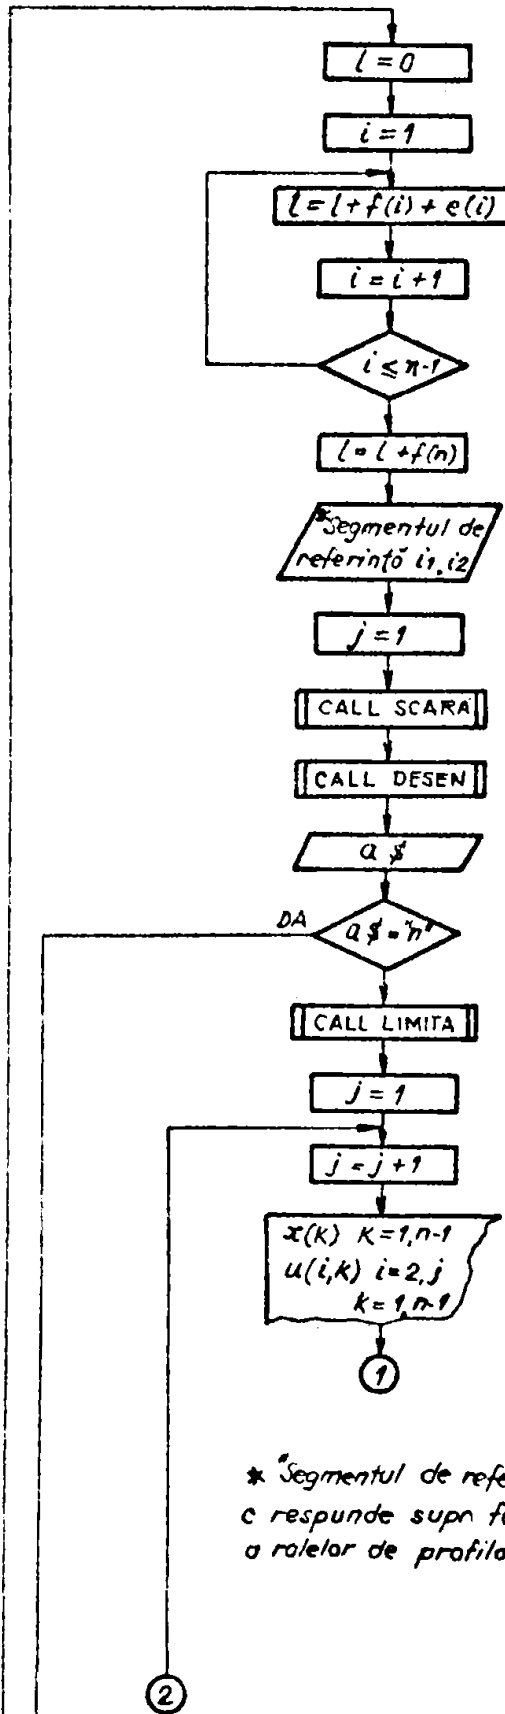 l = 0
i = 1
l = l + f(i) + e(i)
i = i + 1
i ≤ n-1
l = l + f(n)
*Segmentul de
referință i1, i2
j = 1
CALL SCARA
CALL DESEN
a $
DA
a $ = "n"
CALL LIMITA
j = 1
j = j + 1
x(k) k = 1, n-1
u(i,k) i = 2, j
k = 1, n-1
1
* "Segmentul de refe
c respunde supr f
a rolelor de profila
2